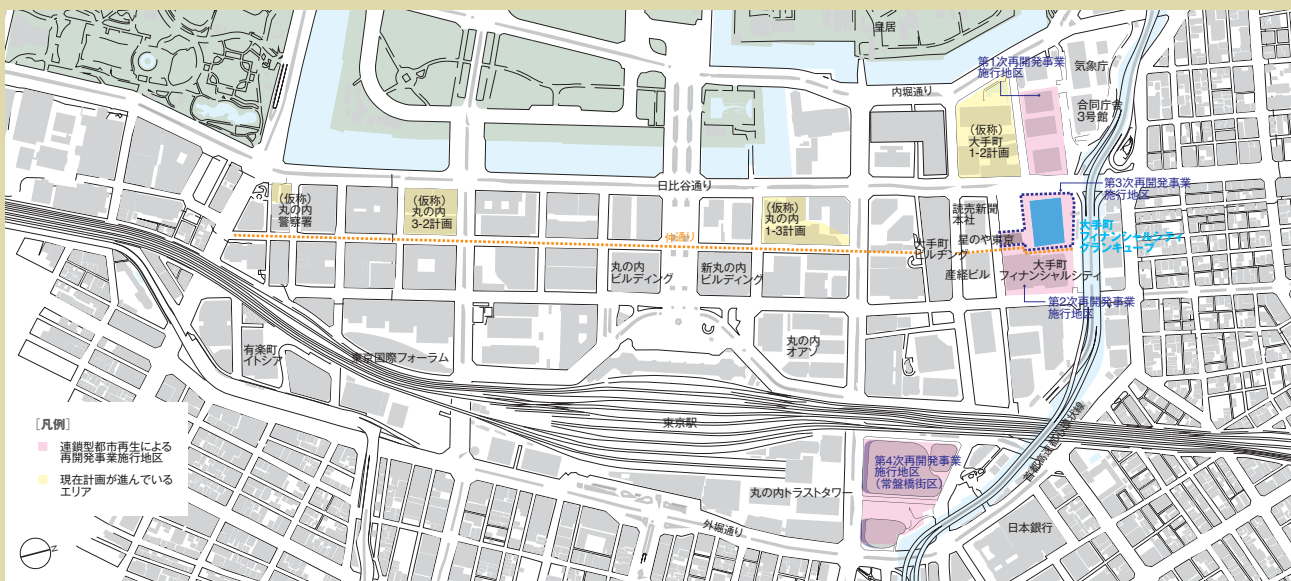 皇居
気象庁
第1次再開発事業
施行地区
内堀通り
合同庁舎
3号館
(仮称)
大手町
1-2計画
日比谷通り
第3次再開発事業
施行地区
(仮称)
丸の内
警察署
(仮称)
丸の内
3-2計画
(仮称)
丸の内
1-3計画
読売新聞
本社
大手町
フィナンシャルシティ
グランキューブ
仲通り
星のや東京
大手町
ビルヂング
丸の内
ビルディング
新丸の内
ビルディング
産経ビル
大手町
フィナンシャルシティ
第2次再開発事業
施行地区
有楽町
イトシア
東京国際フォーラム
丸の内
オアゾ
東京駅
首都高速都心環状線
[凡例]
連鎖型都市再生による
再開発事業施行地区
現在計画が進んでいる
エリア
第4次再開発事業
施行地区
(常盤橋街区)
丸の内トラストタワー
外堀通り
日本銀行
N